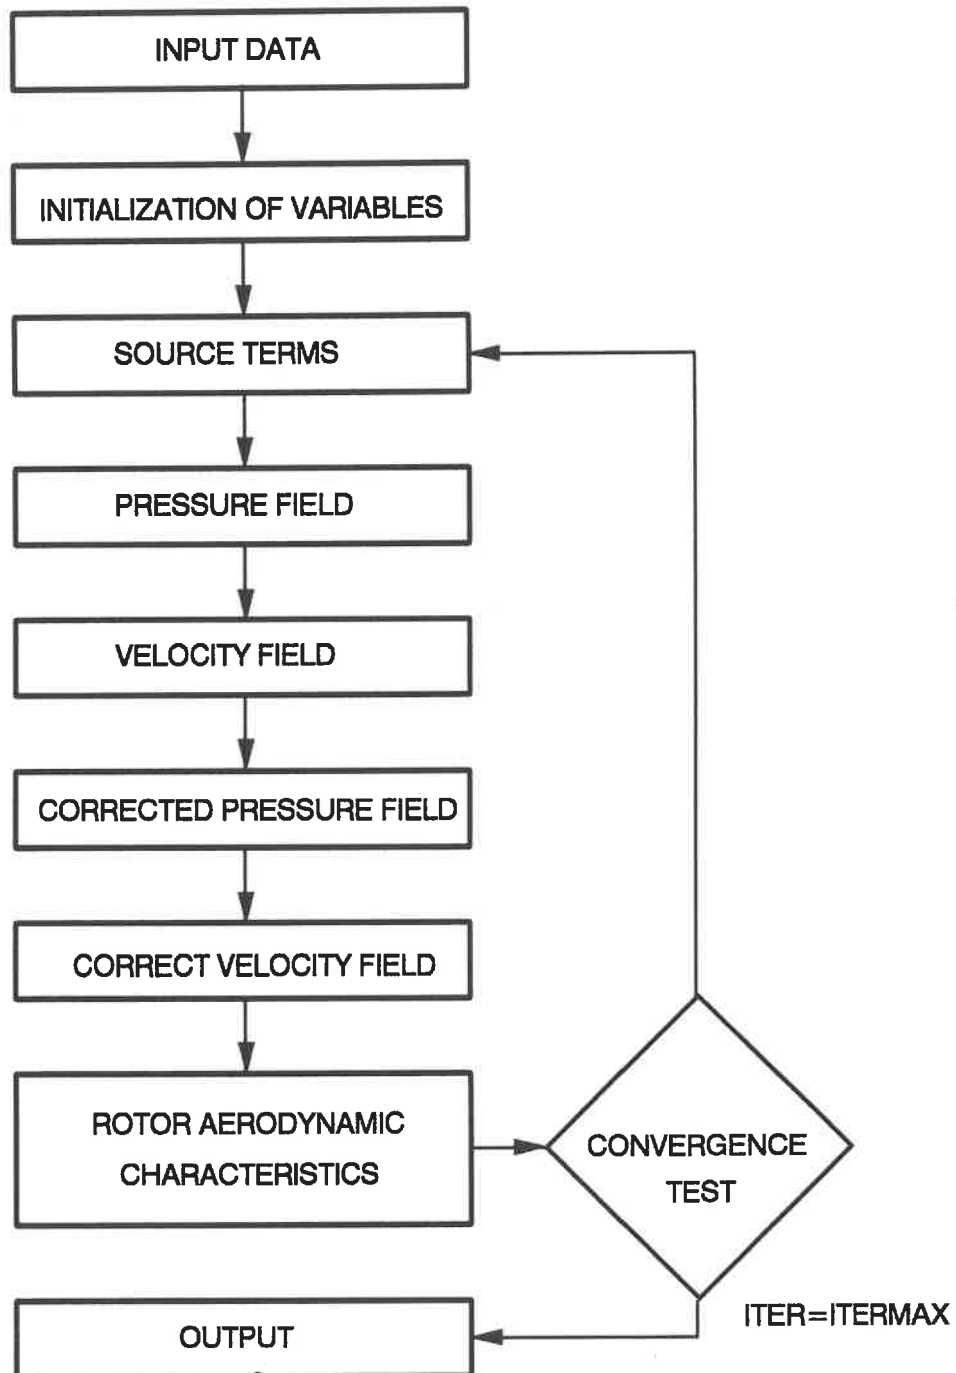 INPUT DATA
INITIALIZATION OF VARIABLES
SOURCE TERMS
PRESSURE FIELD
VELOCITY FIELD
CORRECTED PRESSURE FIELD
CORRECT VELOCITY FIELD
ROTOR AERODYNAMIC
CHARACTERISTICS
CONVERGENCE
TEST
ITER=ITERMAX
OUTPUT